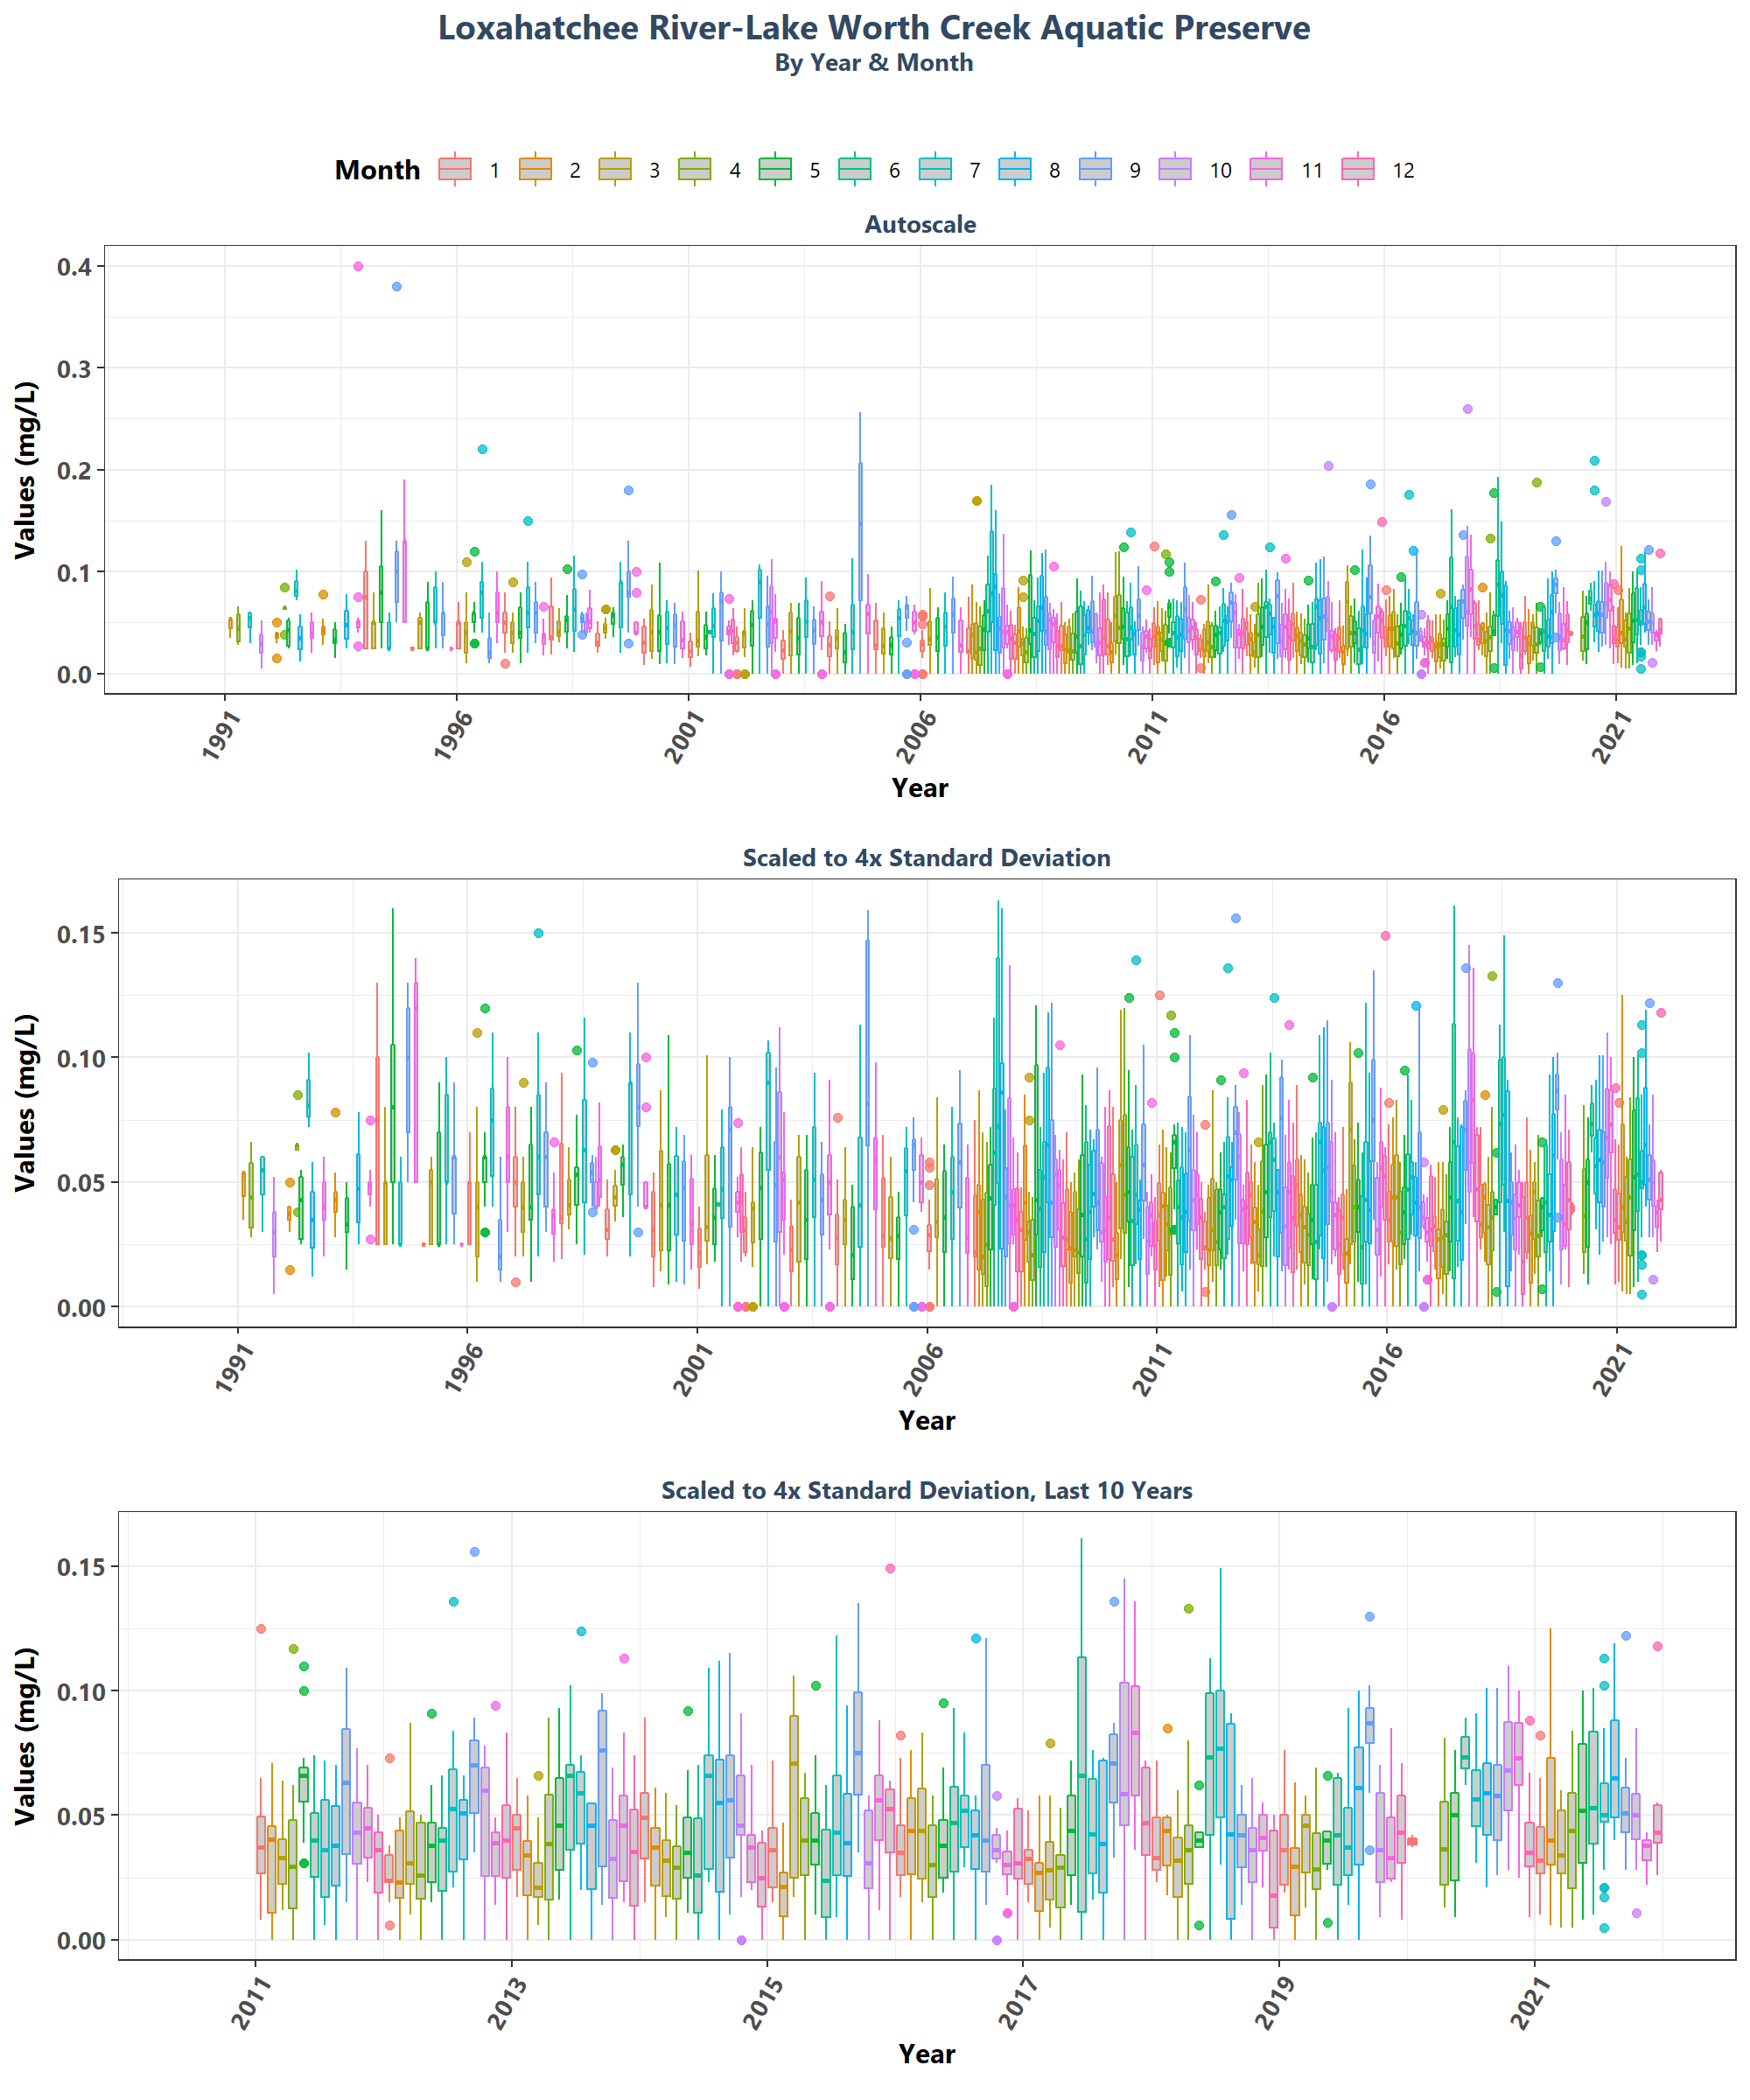 Loxahatchee River-Lake Worth Creek Aquatic Preserve
By Year & Month
Month 1 2 3 4 5 6 7 8 9 10 11 12
Autoscale
Values (mg/L)
0.4
0.3
0.2
0.1
0.0
1991 1996 2001 2006 2011 2016 2021
Year
Scaled to 4x Standard Deviation
Values (mg/L)
0.15
0.10
0.05
0.00
1991 1996 2001 2006 2011 2016 2021
Year
Scaled to 4x Standard Deviation, Last 10 Years
Values (mg/L)
0.15
0.10
0.05
0.00
2011 2013 2015 2017 2019 2021
Year